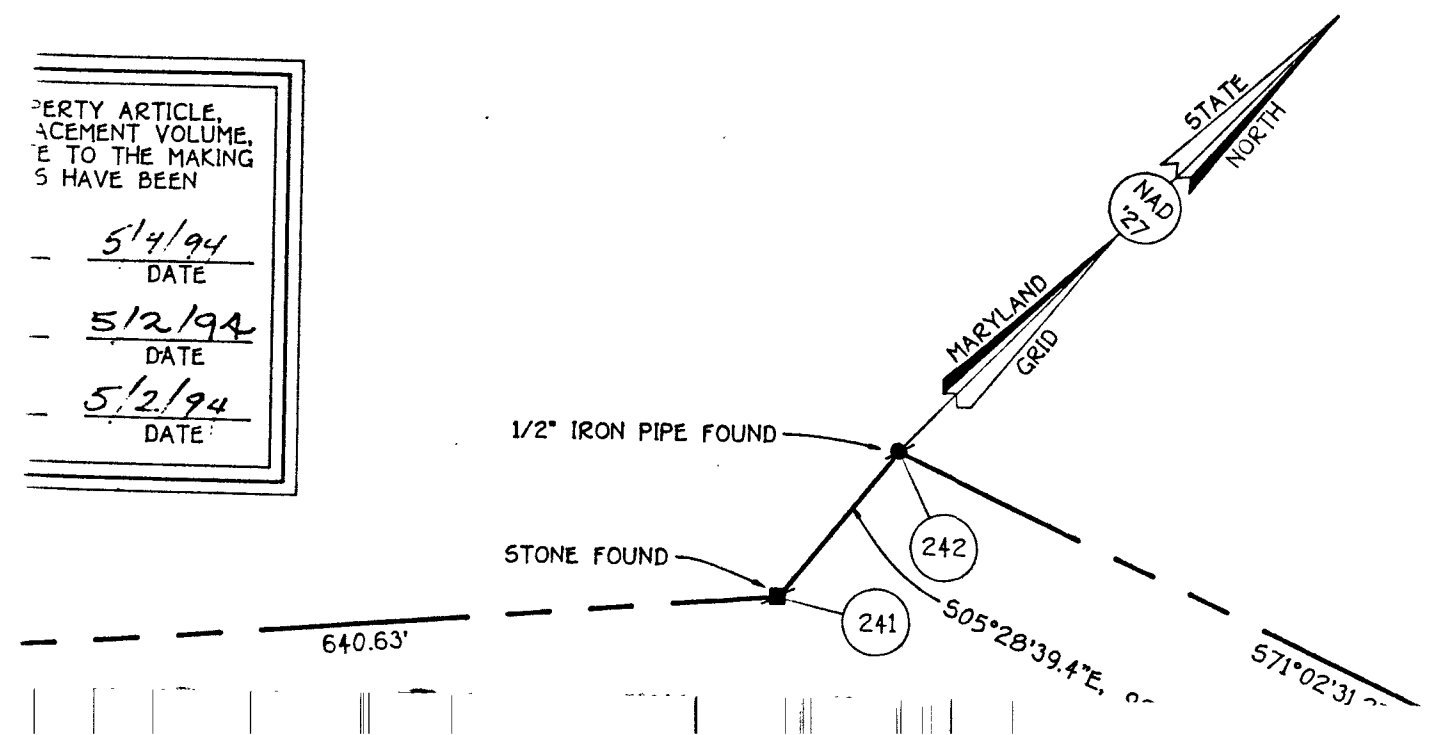 PERTY ARTICLE,
ACEMENT VOLUME,
E TO THE MAKING
S HAVE BEEN
5/4/94
DATE
5/2/94
DATE
5/2/94
DATE
STATE
NORTH
NAD
'27
MARYLAND
GRID
1/2" IRON PIPE FOUND
242
STONE FOUND
241
640.63'
S05°28'39.4"E,
S71°02'31